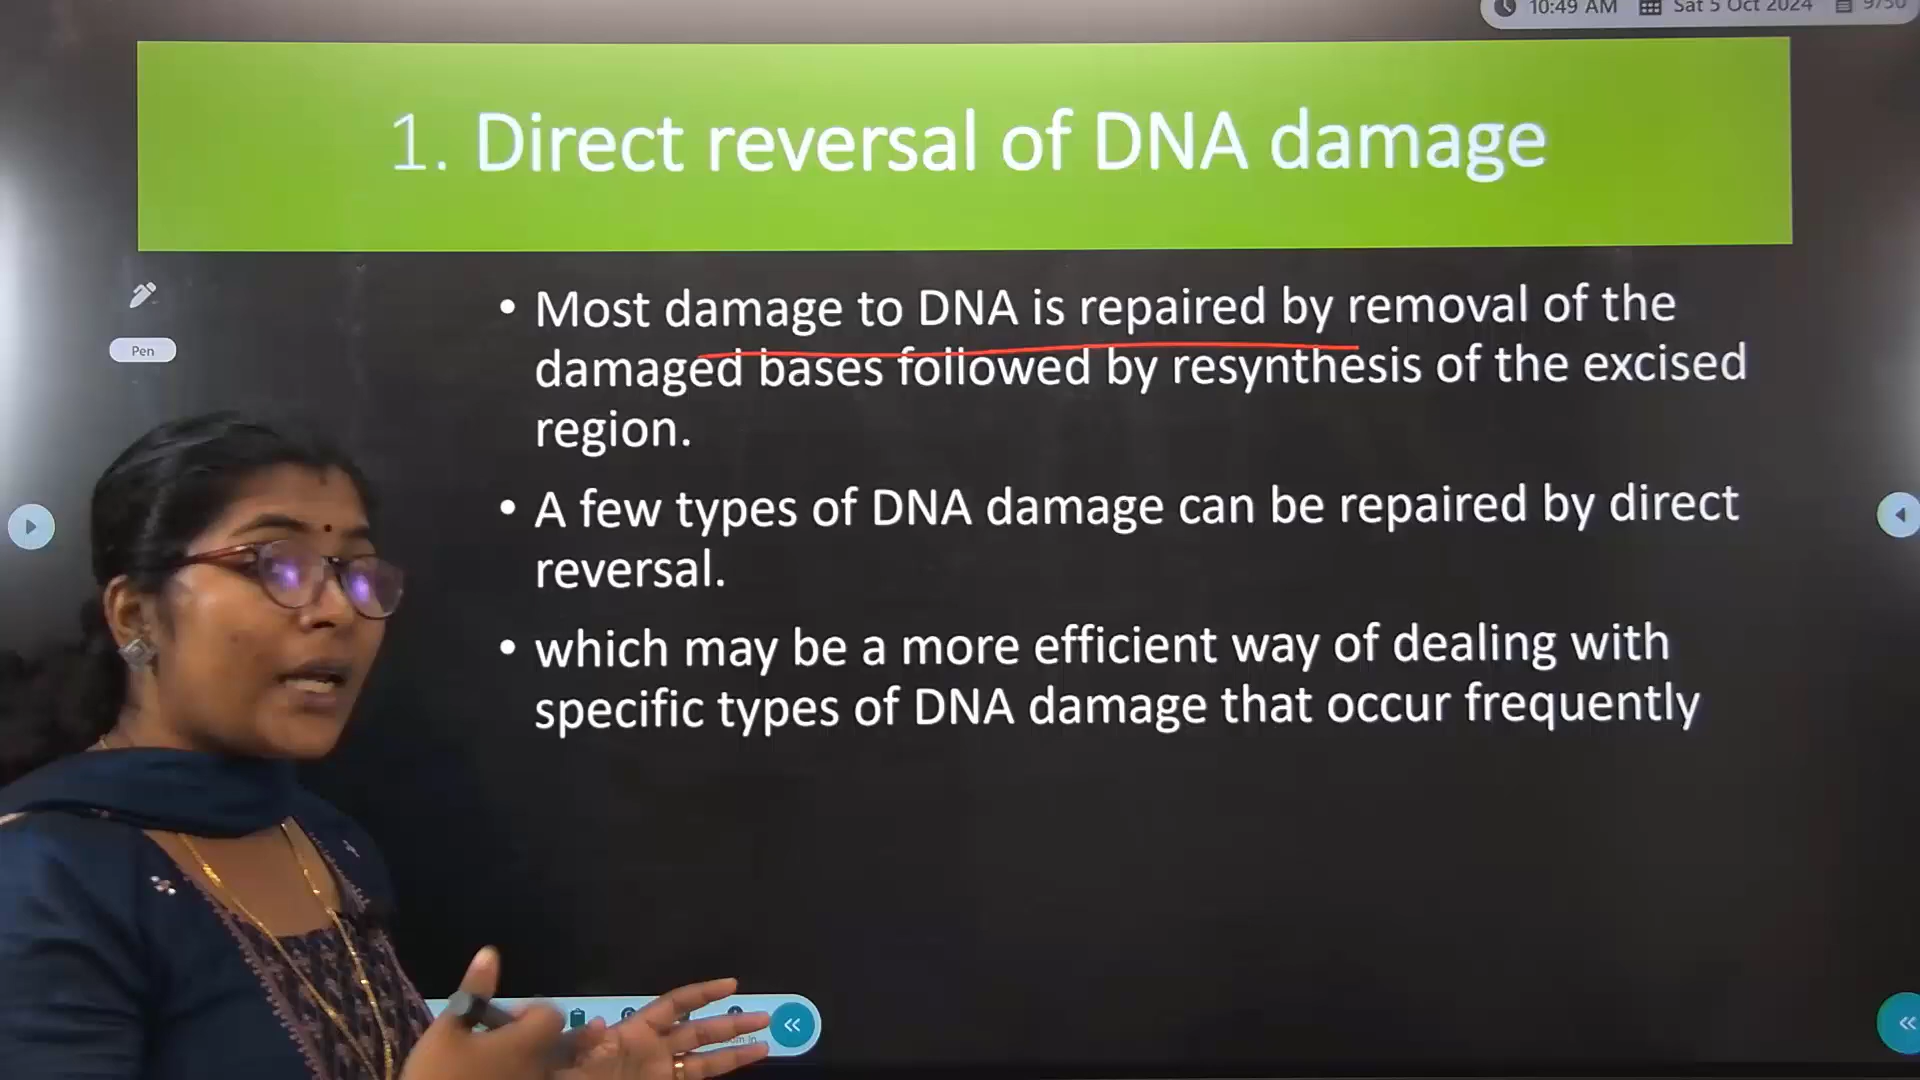 10:49 AM Sat 5 Oct 2024 9/50
1. Direct reversal of DNA damage
• Most damage to DNA is repaired by removal of the
damaged bases followed by resynthesis of the excised
region.
• A few types of DNA damage can be repaired by direct
reversal.
• which may be a more efficient way of dealing with
specific types of DNA damage that occur frequently
Pen